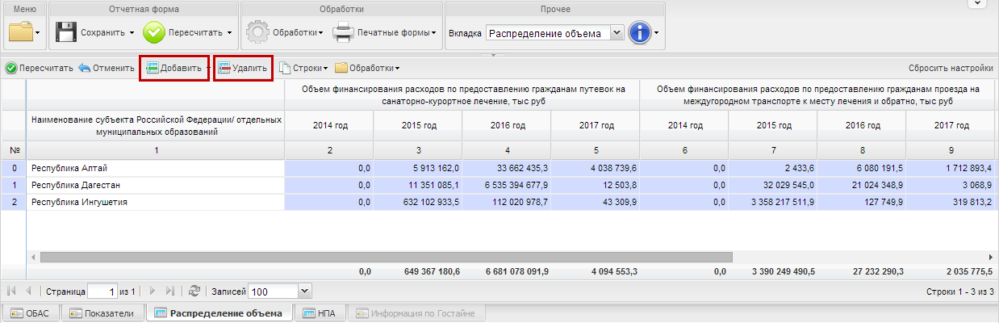 Меню Отчетная форма Обработки Прочее
Сохранить Пересчитать Обработки Печатные формы Вкладка Распределение объема
Пересчитать Отменить Добавить Удалить Строки Обработки Сбросить настройки
Объем финансирования расходов по предоставлению гражданам путевок на
санаторно-курортное лечение, тыс руб
Объем финансирования расходов по предоставлению гражданам проезда на
междугородном транспорте к месту лечения и обратно, тыс руб
Наименование субъекта Российской Федерации/ отдельных
муниципальных образований
2014 год 2015 год 2016 год 2017 год 2014 год 2015 год 2016 год 2017 год
№ 1 2 3 4 5 6 7 8 9
0 Республика Алтай 0,0 5 913 162,0 33 662 435,3 4 038 739,6 0,0 2 433,6 6 080 191,5 1 712 893,4
1 Республика Дагестан 0,0 11 351 085,1 6 535 394 677,9 12 503,8 0,0 32 029 545,0 21 024 348,9 3 068,9
2 Республика Ингушетия 0,0 632 102 933,5 112 020 978,7 43 309,9 0,0 3 358 217 511,9 127 749,9 319 813,2
0,0 649 367 180,6 6 681 078 091,9 4 094 553,3 0,0 3 390 249 490,5 27 232 290,3 2 035 775,5
Страница 1 из 1 Записей 100 Строки 1 - 3 из 3
ОБАС Показатели Распределение объема НПА Информация по Гостайне